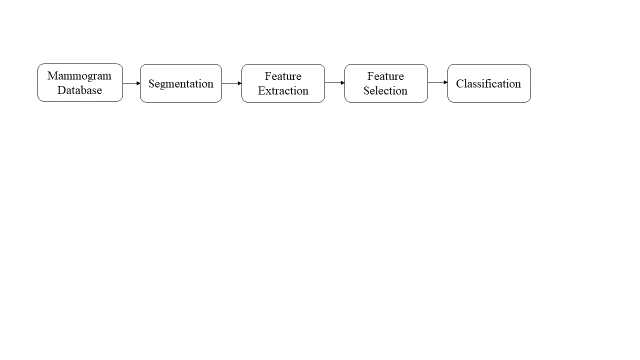 Mammogram
Database
Segmentation
Feature
Extraction
Feature
Selection
Classification